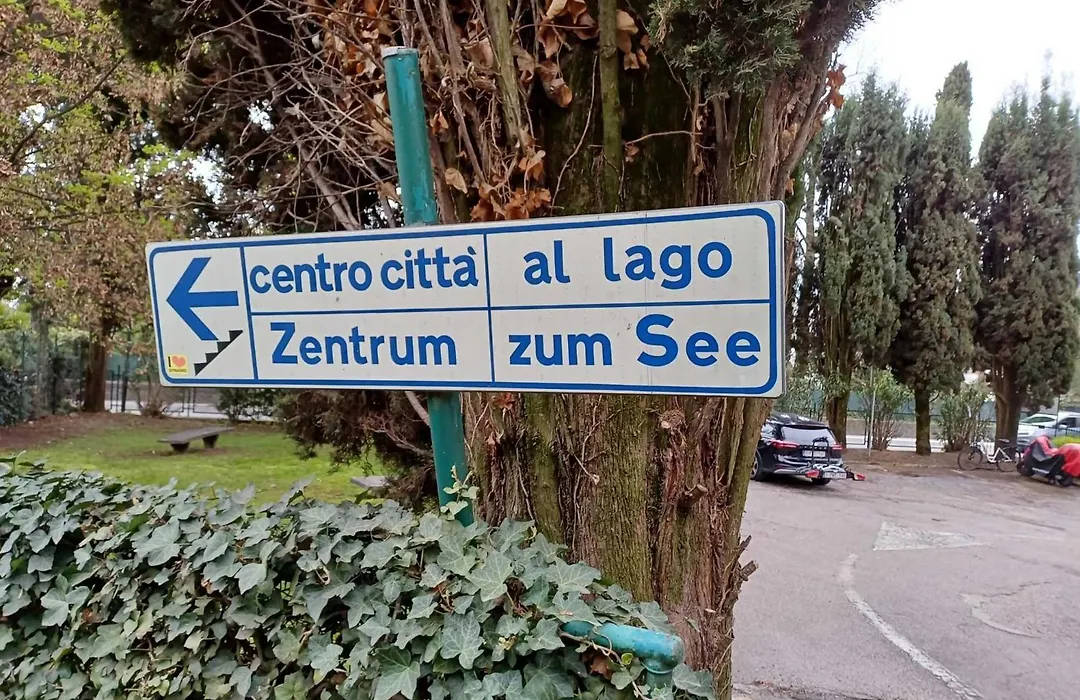 centro città al lago
Zentrum zum See